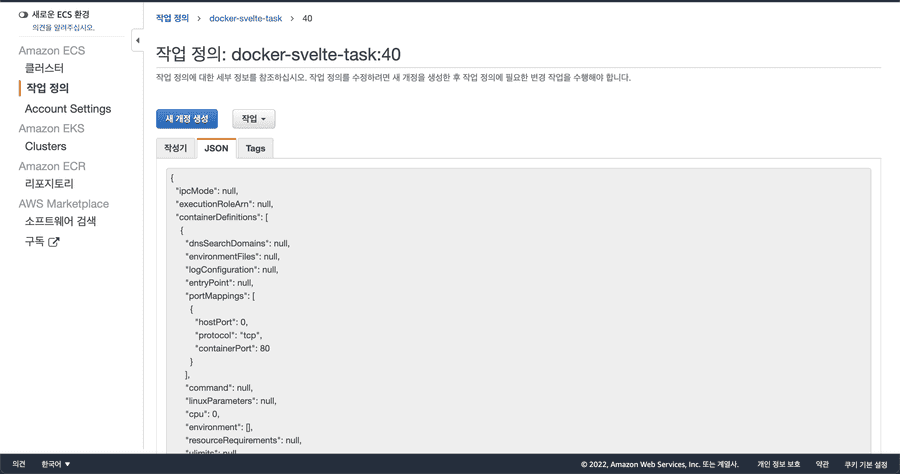 새로운 ECS 환경
의견을 알려주십시오.
Amazon ECS
클러스터
작업 정의
Account Settings
Amazon EKS
Clusters
Amazon ECR
리포지토리
AWS Marketplace
소프트웨어 검색
구독
작업 정의 > docker-svelte-task > 40
작업 정의: docker-svelte-task:40
작업 정의에 대한 세부 정보를 참조하십시오. 작업 정의를 수정하려면 새 개정을 생성한 후 작업 정의에 필요한 변경 작업을 수행해야 합니다.
새 개정 생성 작업
작성기 JSON Tags
{
"ipcMode": null,
"executionRoleArn": null,
"containerDefinitions": [
{
"dnsSearchDomains": null,
"environmentFiles": null,
"logConfiguration": null,
"entryPoint": null,
"portMappings": [
{
"hostPort": 0,
"protocol": "tcp",
"containerPort": 80
}
],
"command": null,
"linuxParameters": null,
"cpu": 0,
"environment": [],
"resourceRequirements": null,
"ulimits": null,
의견 한국어 © 2022, Amazon Web Services, Inc. 또는 계열사. 개인 정보 보호 약관 쿠키 기본 설정